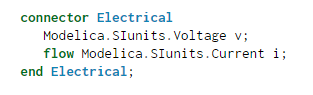 connector Electrical
Modelica.SIunits.Voltage v;
flow Modelica.SIunits.Current i;
end Electrical;